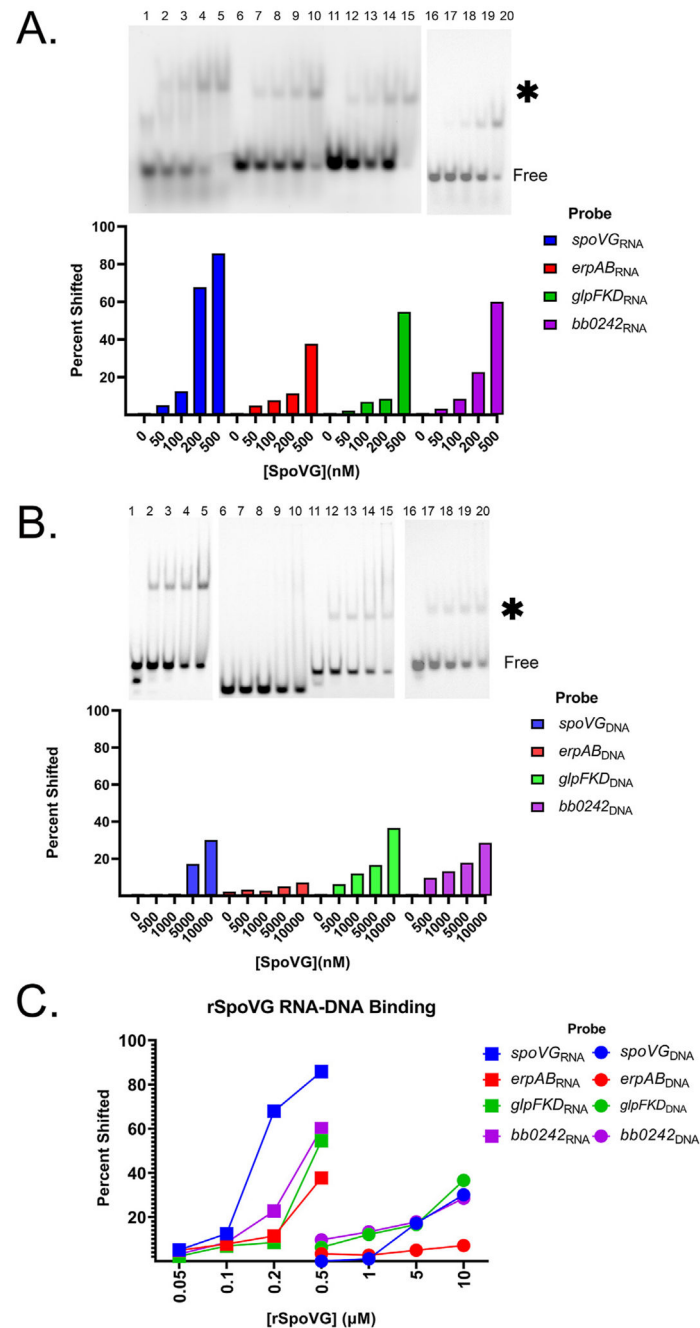 A.
1 2 3 4 5 6 7 8 9 10 11 12 13 14 15 16 17 18 19 20
*
Free
Percent Shifted
100
80
60
40
20
0 50 100 200 500 0 50 100 200 500 0 50 100 200 500 0 50 100 200 500
[SpoVG](nM)
Probe
spoVGRNA
erpABRNA
glpFKDRNA
bb0242RNA
B.
1 2 3 4 5 6 7 8 9 10 11 12 13 14 15 16 17 18 19 20
*
Free
Percent Shifted
100
80
60
40
20
0 500 1000 5000 10000 0 500 1000 5000 10000 0 500 1000 5000 10000 0 500 1000 5000 10000
[SpoVG](nM)
Probe
spoVGDNA
erpABDNA
glpFKDDNA
bb0242DNA
C.
rSpoVG RNA-DNA Binding
Percent Shifted
100
80
60
40
20
0.05 0.1 0.2 0.5 1 5 10
[rSpoVG] (µM)
Probe
spoVGRNA spoVGDNA
erpABRNA erpABDNA
glpFKDRNA glpFKDDNA
bb0242RNA bb0242DNA